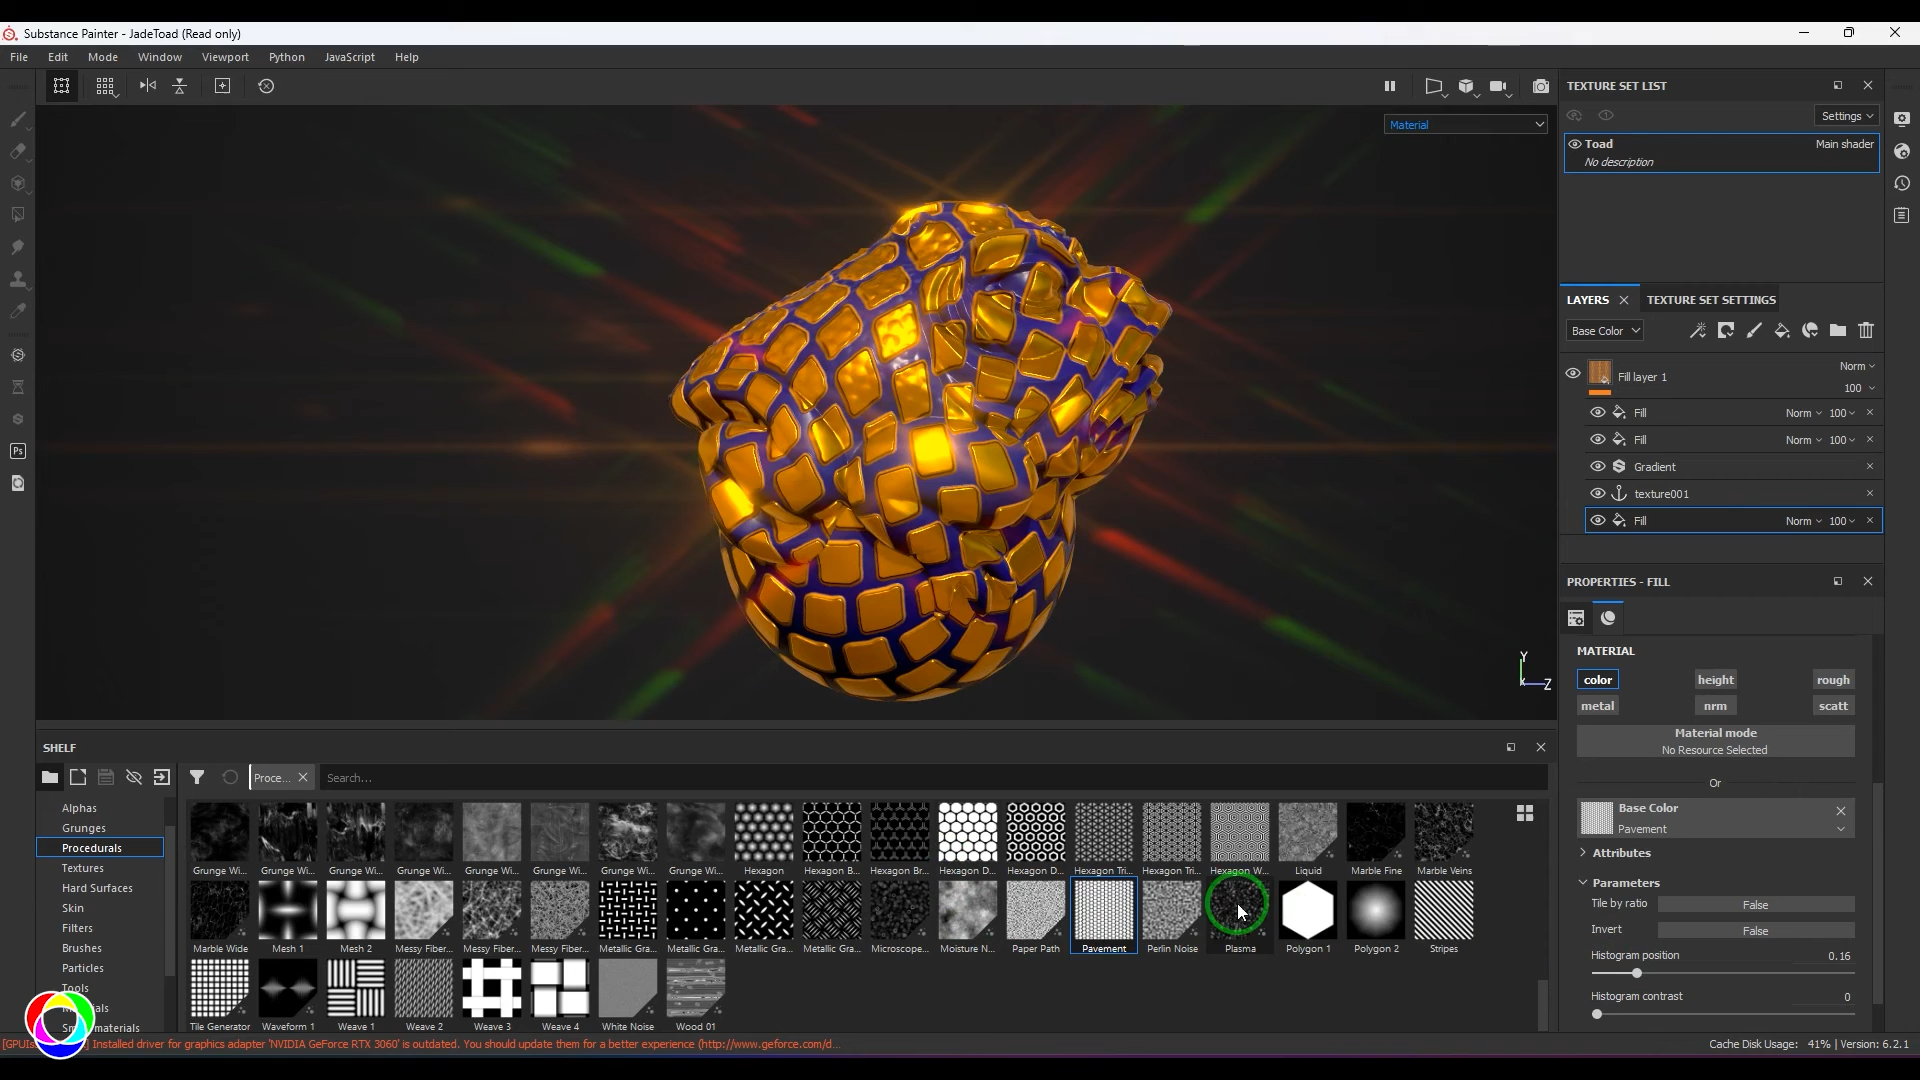 Substance Painter - JadeToad (Read only)
File Edit Mode Window Viewport Python JavaScript Help
Material
TEXTURE SET LIST
Settings
Toad Main shader
No description
LAYERS TEXTURE SET SETTINGS
Base Color
Norm
Fill layer 1
100
Fill Norm 100
Fill Norm 100
Gradient
texture001
Fill Norm 100
PROPERTIES - FILL
MATERIAL
color height rough
metal nrm scatt
Material mode
No Resource Selected
Or
Base Color
Pavement
Attributes
Parameters
Tile by ratio False
Invert False
Histogram position 0.16
Histogram contrast 0
Y
Z
SHELF
Proce...
Search...
Alphas
Grunges
Procedurals
Textures
Hard Surfaces
Skin
Filters
Brushes
Particles
Grunge Wi... Grunge Wi... Grunge Wi... Grunge Wi... Grunge Wi... Grunge Wi... Grunge Wi... Grunge Wi... Hexagon Hexagon B... Hexagon Br... Hexagon D... Hexagon D... Hexagon Tri... Hexagon Tri... Hexagon W... Liquid Marble Fine Marble Veins
Marble Wide Mesh 1 Mesh 2 Messy Fiber... Messy Fiber... Messy Fiber... Metallic Gra... Metallic Gra... Metallic Gra... Metallic Gra... Microscope... Moisture N... Paper Path Pavement Perlin Noise Plasma Polygon 1 Polygon 2 Stripes
Tile Generator Waveform 1 Weave 1 Weave 2 Weave 3 Weave 4 White Noise Wood 01
Installed driver for graphics adapter 'NVIDIA GeForce RTX 3060' is outdated. You should update them for a better experience (http://www.geforce.com/d...
Cache Disk Usage: 41% | Version: 6.2.1
Ps